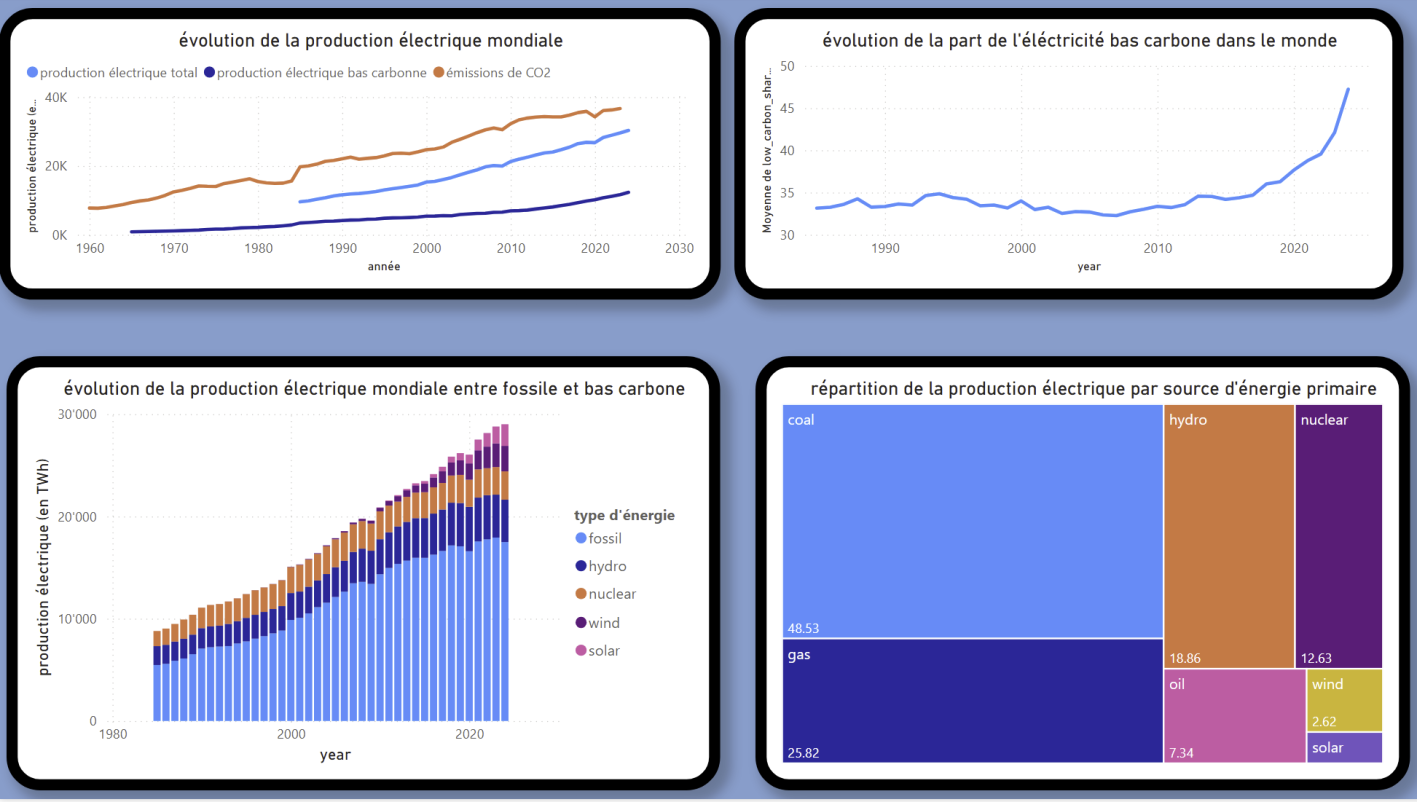 évolution de la production électrique mondiale
production électrique total production électrique bas carbonne émissions de CO2
production électrique (e...
40K
20K
0K
1960 1970 1980 1990 2000 2010 2020 2030
année
évolution de la part de l'éléctricité bas carbone dans le monde
Moyenne de low_carbon_shar...
50
45
40
35
30
1990 2000 2010 2020
year
évolution de la production électrique mondiale entre fossile et bas carbone
production électrique (en TWh)
30'000
20'000
10'000
0
1980 2000 2020
year
type d'énergie
fossil
hydro
nuclear
wind
solar
répartition de la production électrique par source d'énergie primaire
coal
48.53
gas
25.82
hydro
18.86
nuclear
12.63
oil
7.34
wind
2.62
solar